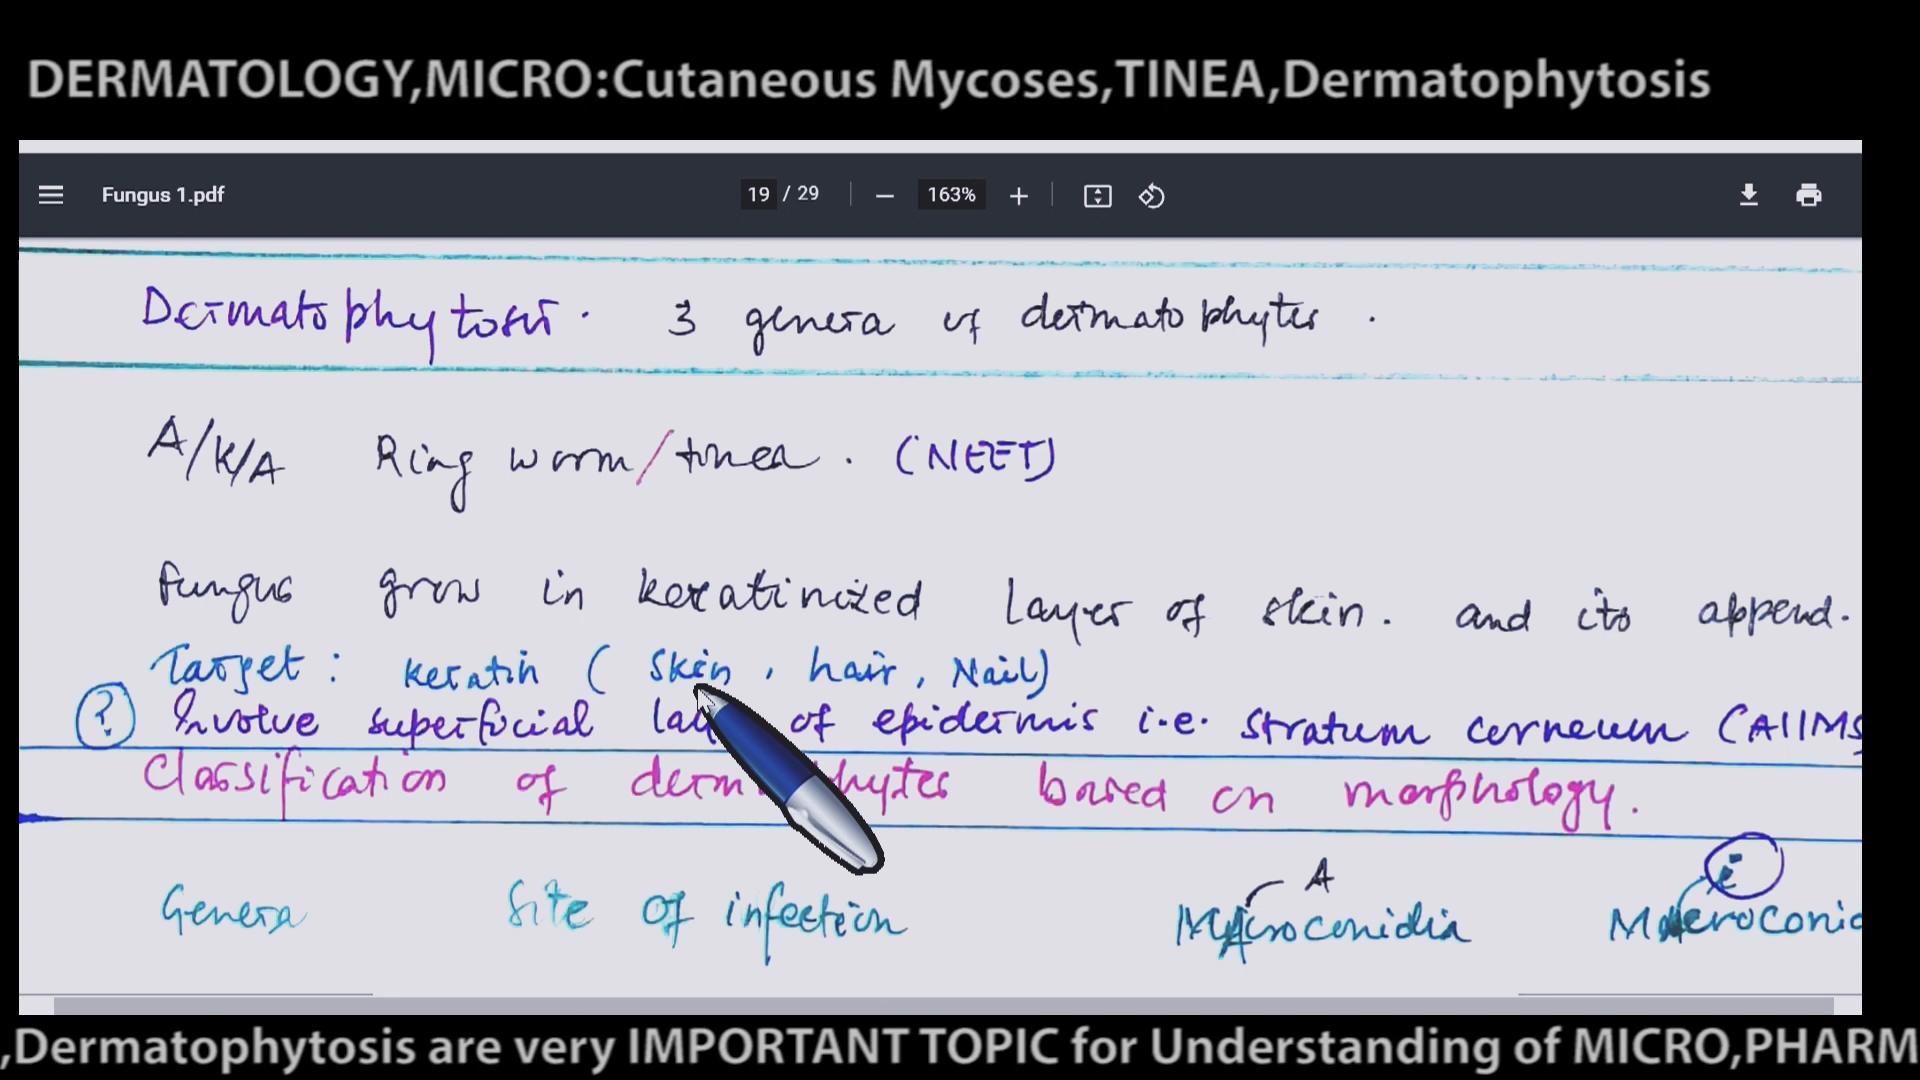 DERMATOLOGY,MICRO:Cutaneous Mycoses,TINEA,Dermatophytosis
Fungus 1.pdf 19 / 29 163%
Dermatophytosis. 3 genera of dermatophytes .
A/K/A Ring worm/tinea . (NEET)
Fungus grow in keratinized Layer of skin. and its append.
Target : keratin ( Skin , hair , Nail)
? Involve superficial of epidermis i.e. stratum corneum (AIIMS
Classification of based on morphology.
Genera Site of infection A
,Dermatophytosis are very IMPORTANT TOPIC for Understanding of MICRO,PHARM